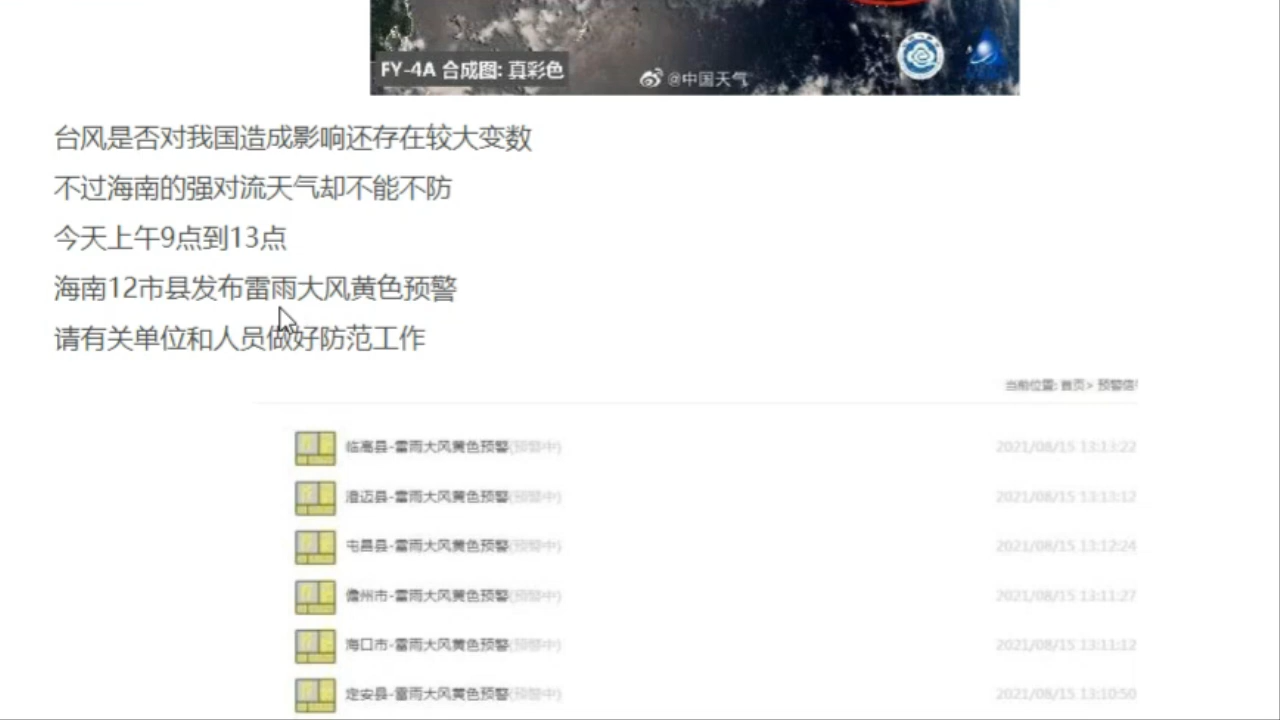 FY-4A 合成图: 真彩色
@中国天气
台风是否对我国造成影响还存在较大变数
不过海南的强对流天气却不能不防
今天上午9点到13点
海南12市县发布雷雨大风黄色预警
请有关单位和人员做好防范工作
当前位置: 首页> 预警信
临高县-雷雨大风黄色预警(预警中) 2021/08/15 13:13:22
澄迈县-雷雨大风黄色预警(预警中) 2021/08/15 13:13:12
屯昌县-雷雨大风黄色预警(预警中) 2021/08/15 13:12:24
儋州市-雷雨大风黄色预警(预警中) 2021/08/15 13:11:27
海口市-雷雨大风黄色预警(预警中) 2021/08/15 13:11:12
定安县-雷雨大风黄色预警(预警中) 2021/08/15 13:10:50